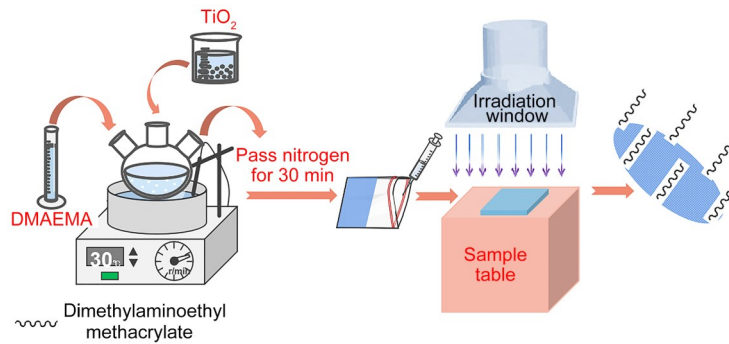 TiO2
DMAEMA
30℃
r/min
Pass nitrogen
for 30 min
Irradiation
window
Sample
table
Dimethylaminoethyl
methacrylate